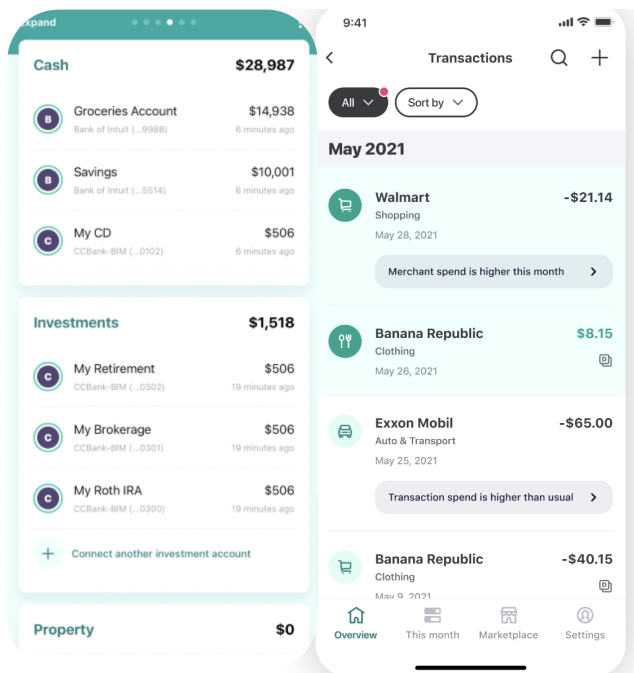 xpand
Cash $28,987
B Groceries Account $14,938
Bank of Intuit (...9988) 6 minutes ago
B Savings $10,001
Bank of Intuit (...5514) 6 minutes ago
C My CD $506
CCBank-BIM (...0102) 6 minutes ago
Investments $1,518
C My Retirement $506
CCBank-BIM (...0302) 19 minutes ago
C My Brokerage $506
CCBank-BIM (...0301) 19 minutes ago
C My Roth IRA $506
CCBank-BIM (...0300) 19 minutes ago
+ Connect another investment account
Property $0
9:41
Transactions
All Sort by
May 2021
Walmart -$21.14
Shopping
May 28, 2021
Merchant spend is higher this month
Banana Republic $8.15
Clothing
May 26, 2021
Exxon Mobil -$65.00
Auto & Transport
May 25, 2021
Transaction spend is higher than usual
Banana Republic -$40.15
Clothing
May 9, 2021
Overview This month Marketplace Settings